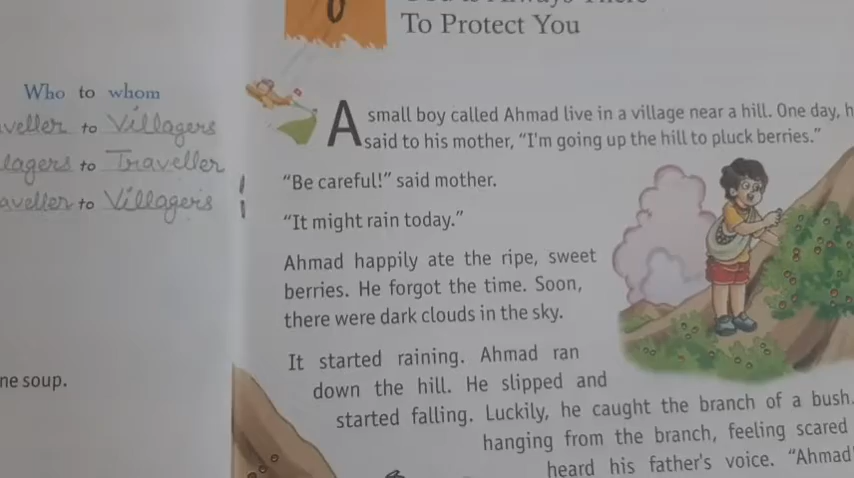 To Protect You
Who to whom
to Villagers
to Traveller
to Villagers
A small boy called Ahmad live in a village near a hill. One day,
said to his mother, "I'm going up the hill to pluck berries."
"Be careful!" said mother.
"It might rain today."
Ahmad happily ate the ripe, sweet
berries. He forgot the time. Soon,
there were dark clouds in the sky.
It started raining. Ahmad ran
down the hill. He slipped and
started falling. Luckily, he caught the branch of a bush.
hanging from the branch, feeling scared
heard his father's voice. "Ahmad
soup.